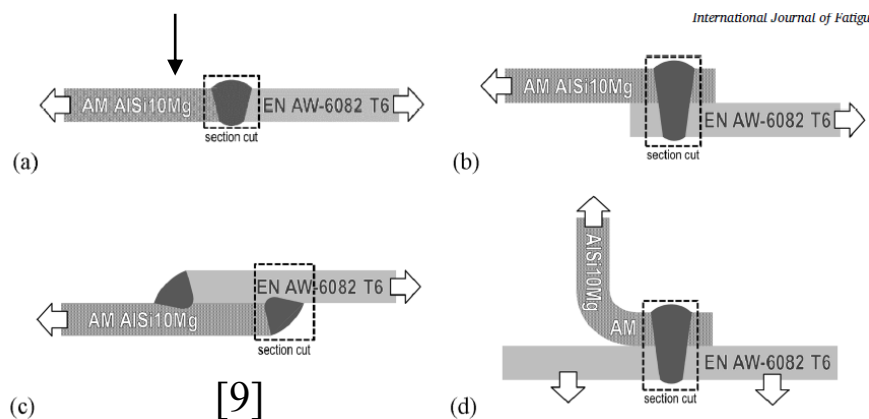 International Journal of Fatigu
AM AlSi10Mg
EN AW-6082 T6
section cut
(a)
AM AlSi10Mg
EN AW-6082 T6
section cut
(b)
EN AW-6082 T6
AM AlSi10Mg
section cut
(c)
[9]
AlSi10Mg
AM
EN AW-6082 T6
section cut
(d)